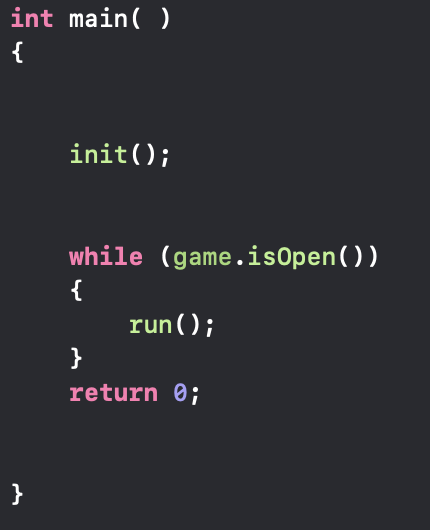 int main( )
{
init();
while (game.isOpen())
{
run();
}
return 0;
}